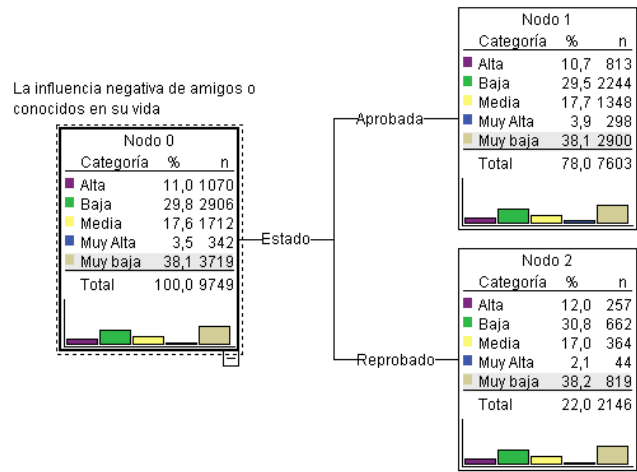 La influencia negativa de amigos o
conocidos en su vida
Nodo 0
Categoría % n
Alta 11,0 1070
Baja 29,8 2906
Media 17,6 1712
Muy Alta 3,5 342
Muy baja 38,1 3719
Total 100,0 9749
Estado
Aprobada
Nodo 1
Categoría % n
Alta 10,7 813
Baja 29,5 2244
Media 17,7 1348
Muy Alta 3,9 298
Muy baja 38,1 2900
Total 78,0 7603
Reprobado
Nodo 2
Categoría % n
Alta 12,0 257
Baja 30,8 662
Media 17,0 364
Muy Alta 2,1 44
Muy baja 38,2 819
Total 22,0 2146